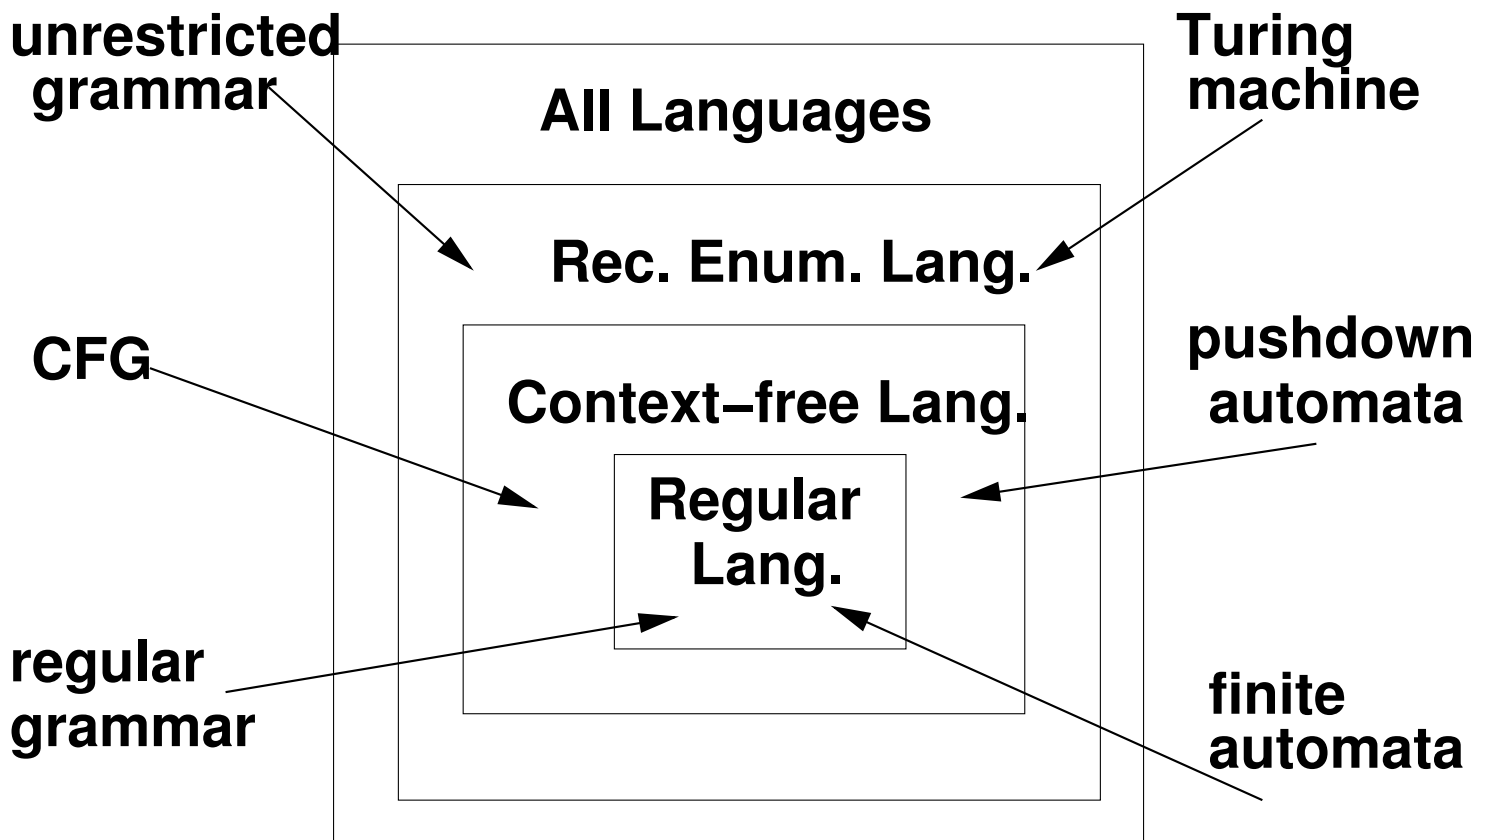 unrestricted
grammar
Turing
machine
All Languages
Rec. Enum. Lang.
CFG
pushdown
automata
Context–free Lang.
Regular
Lang.
regular
grammar
finite
automata